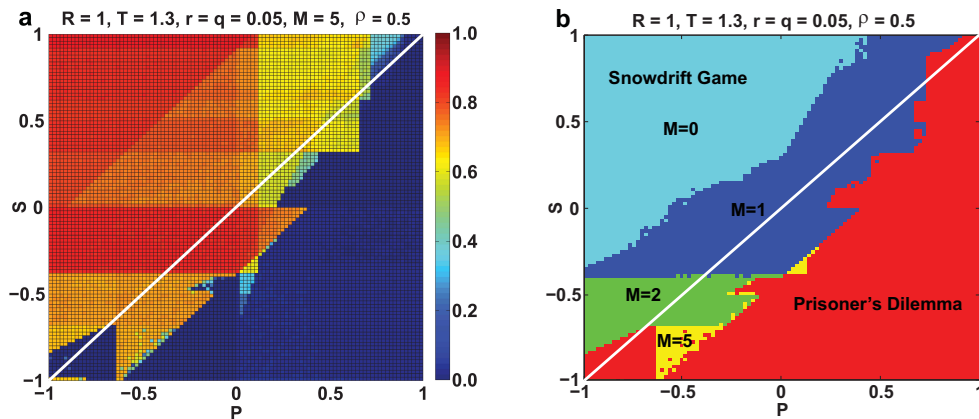 a
R = 1, T = 1.3, r = q = 0.05, M = 5, ρ = 0.5
1
0.5
0
−0.5
−1
S
−1
−0.5
0
0.5
1
P
1.0
0.8
0.6
0.4
0.2
0.0
b
R = 1, T = 1.3, r = q = 0.05, ρ = 0.5
1
0.5
0
−0.5
−1
S
Snowdrift Game
M=0
M=1
M=2
Prisoner's Dilemma
M=5
−1
−0.5
0
0.5
1
P